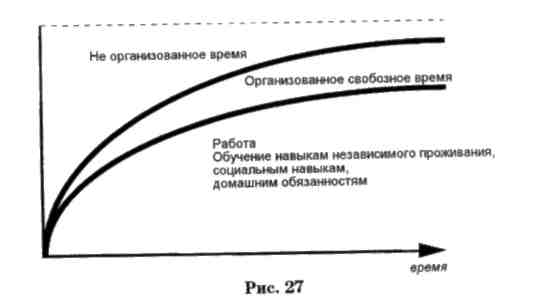 Не организованное время
Организованное свобозное время
Работа
Обучение навыкам независимого проживания,
социальным навыкам,
домашним обязанностям
время
Рис. 27